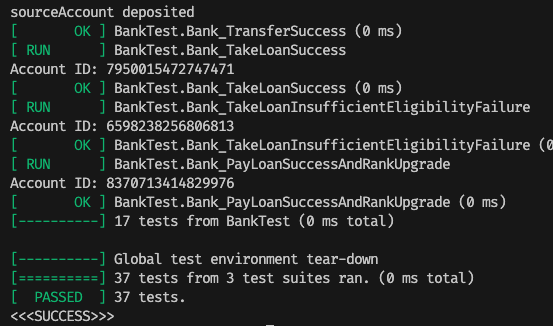 sourceAccount deposited
[       OK ] BankTest.Bank_TransferSuccess (0 ms)
[ RUN      ] BankTest.Bank_TakeLoanSuccess
Account ID: 7950015472747471
[       OK ] BankTest.Bank_TakeLoanSuccess (0 ms)
[ RUN      ] BankTest.Bank_TakeLoanInsufficientEligibilityFailure
Account ID: 6598238256806813
[       OK ] BankTest.Bank_TakeLoanInsufficientEligibilityFailure (0
[ RUN      ] BankTest.Bank_PayLoanSuccessAndRankUpgrade
Account ID: 8370713414829976
[       OK ] BankTest.Bank_PayLoanSuccessAndRankUpgrade (0 ms)
[----------] 17 tests from BankTest (0 ms total)
[----------] Global test environment tear-down
[==========] 37 tests from 3 test suites ran. (0 ms total)
[  PASSED  ] 37 tests.
<<<SUCCESS>>>